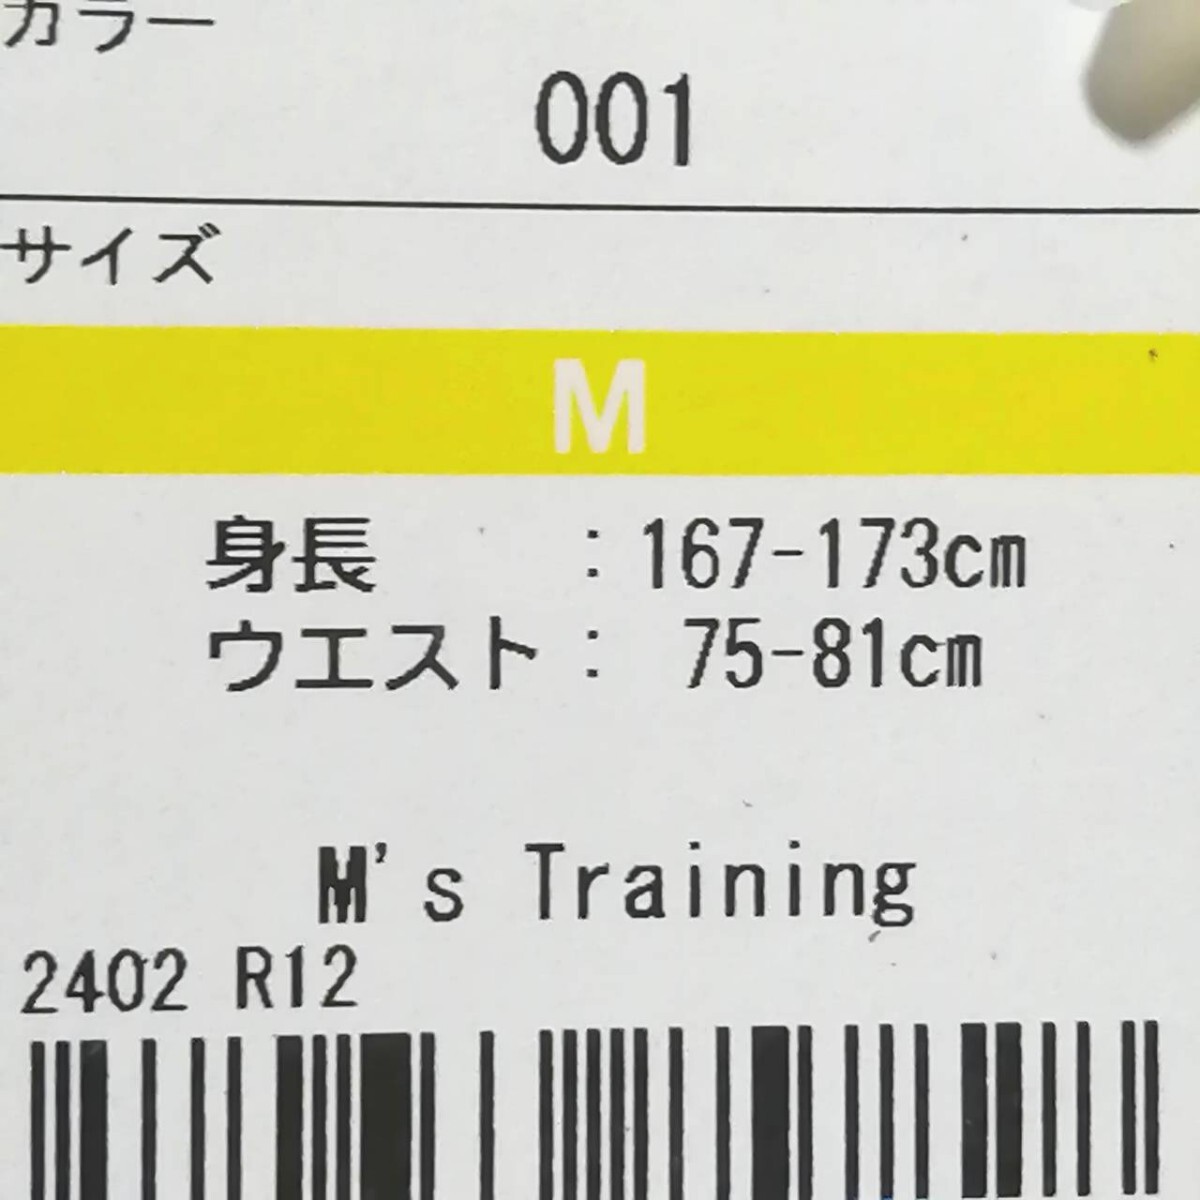 カラー
001
サイズ
M
身長 : 167-173cm
ウエスト : 75-81cm
M's Training
2402 R12